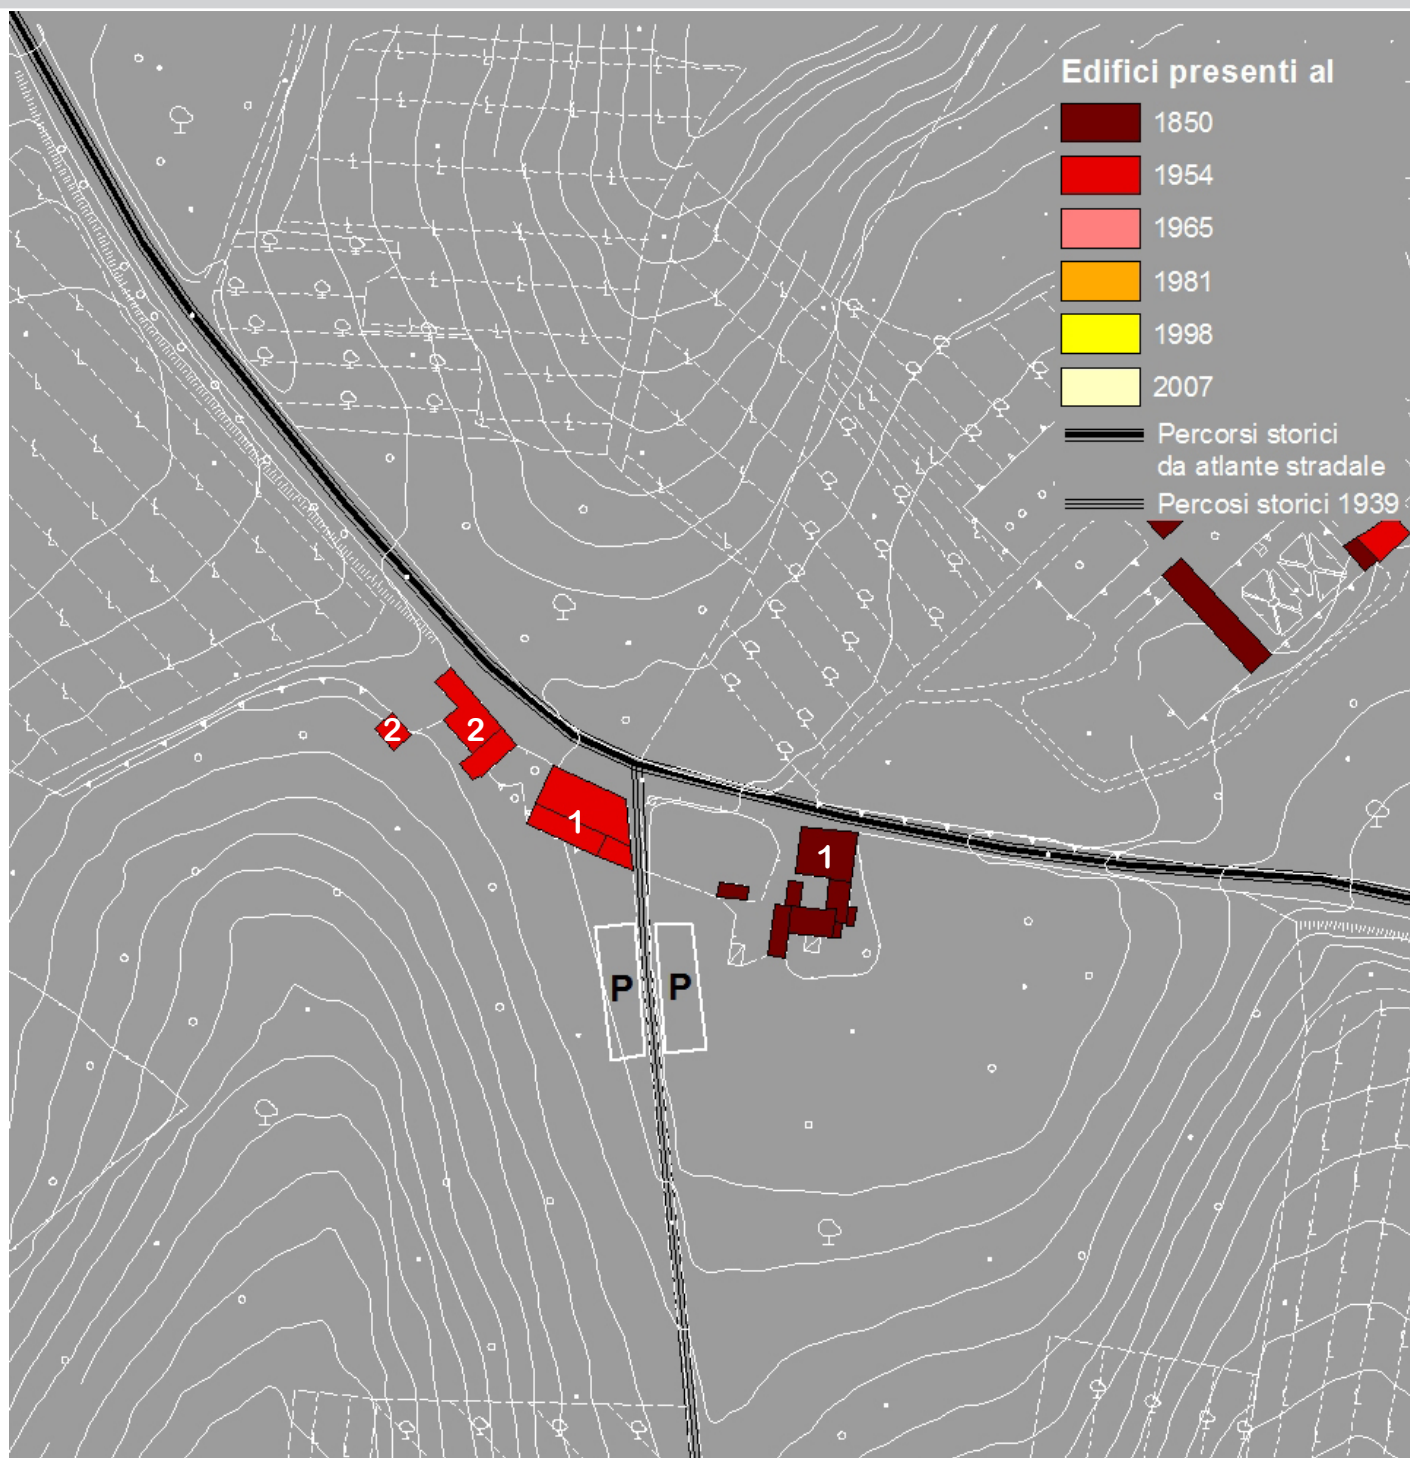 Edifici presenti al
1850
1954
1965
1981
1998
2007
Percorsi storici
da atlante stradale
Percosi storici 1939
2
2
1
1
P
P